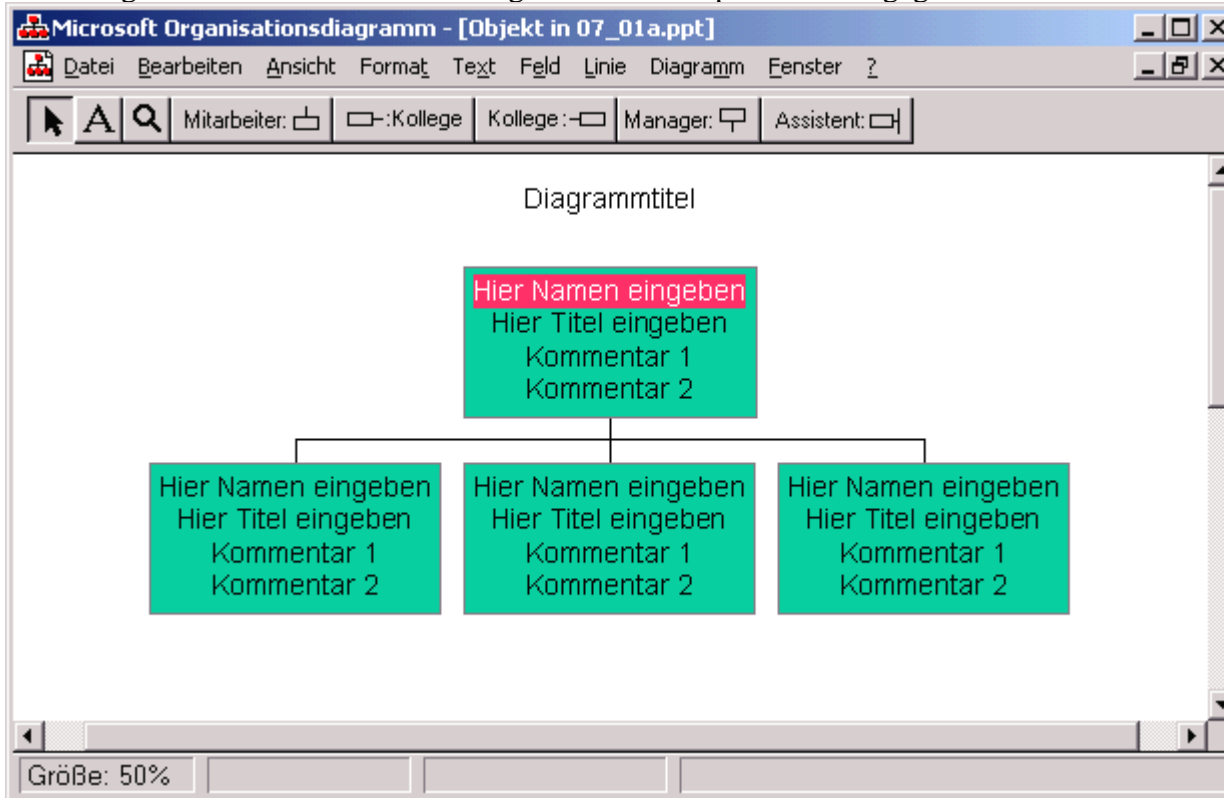 Microsoft Organisationsdiagramm - [Objekt in 07_01a.ppt]
Datei Bearbeiten Ansicht Format Text Feld Linie Diagramm Fenster ?
Mitarbeiter: :Kollege Kollege: Manager: Assistent:
Diagrammtitel
Hier Namen eingeben
Hier Titel eingeben
Kommentar 1
Kommentar 2
Hier Namen eingeben Hier Namen eingeben Hier Namen eingeben
Hier Titel eingeben Hier Titel eingeben Hier Titel eingeben
Kommentar 1 Kommentar 1 Kommentar 1
Kommentar 2 Kommentar 2 Kommentar 2
Größe: 50%